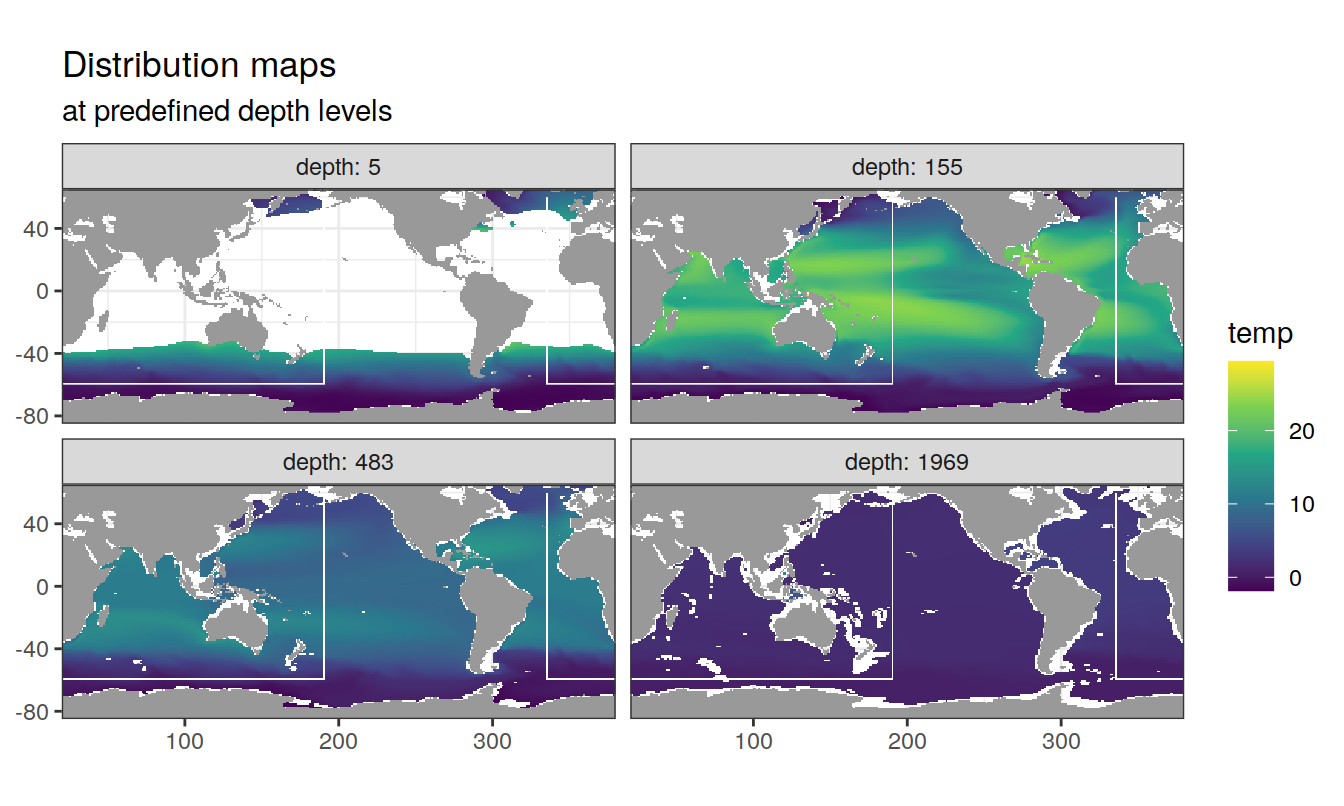 Distribution maps
at predefined depth levels
depth: 5
depth: 155
40
0
-40
-80
depth: 483
depth: 1969
40
0
-40
-80
100 200 300
100 200 300
temp
20
10
0